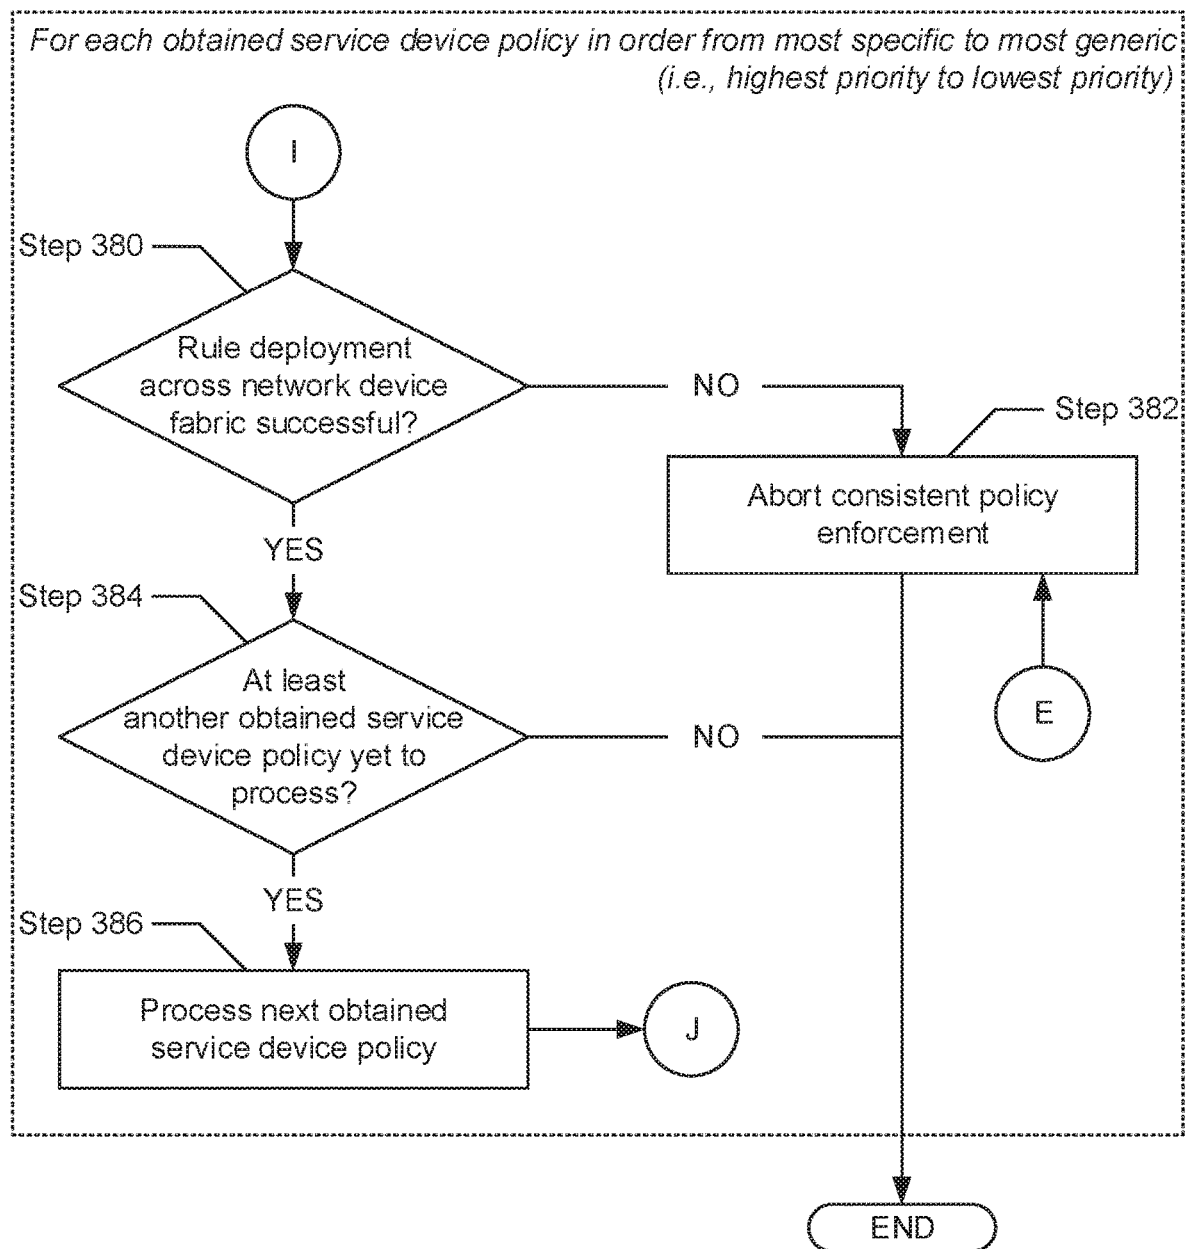 For each obtained service device policy in order from most specific to most generic
(i.e., highest priority to lowest priority)
I
Step 380
Rule deployment
across network device
fabric successful?
NO
Step 382
Abort consistent policy
enforcement
YES
Step 384
At least
another obtained service
device policy yet to
process?
NO
E
YES
Step 386
Process next obtained
service device policy
J
END